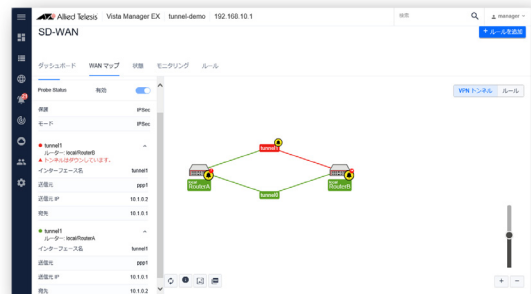 Allied Telesis Vista Manager EX tunnel-demo 192.168.10.1 検索 manager
SD-WAN
+ ルールを追加
ダッシュボード WAN マップ 状態 モニタリング ルール
Probe Status 有効
VPN トンネル ルール
保護 IPSec
モード IPSec
tunnel1
ルーター: local/RouterB
トンネルはダウンしています。
インターフェース名 tunnel1
送信元 ppp1
送信元 IP 10.1.0.2
宛先 10.1.0.1
tunnel1
ルーター: local/RouterA
インターフェース名 tunnel1
送信元 ppp1
送信元 IP 10.1.0.1
宛先 10.1.0.2
tunnel1
RouterA
RouterB
tunnel0